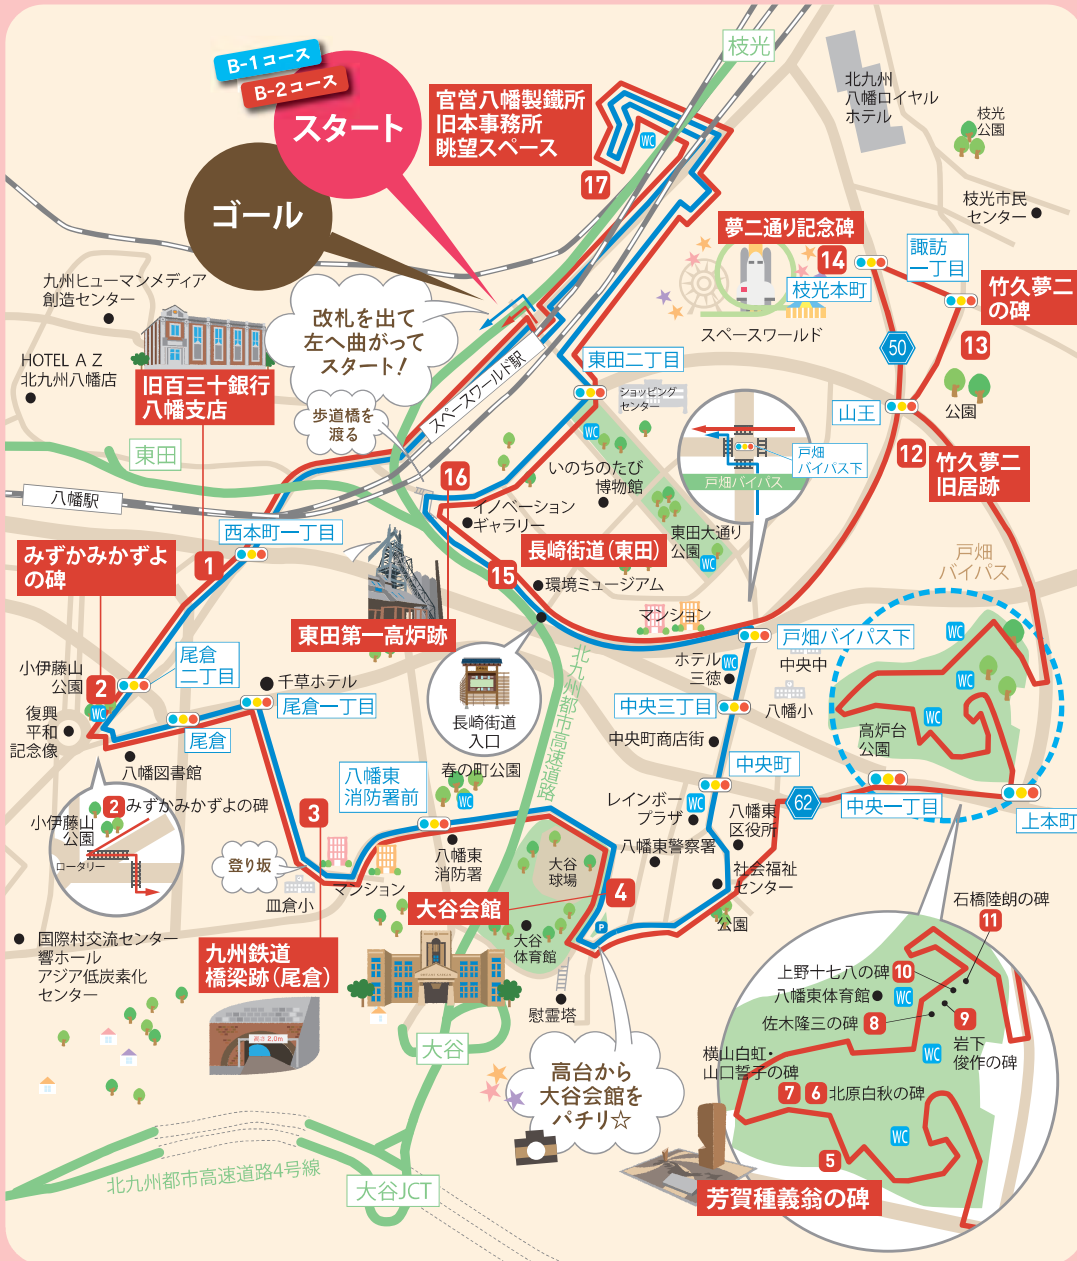 B-1コース
B-2コース
スタート
ゴール
官営八幡製鐵所
旧本事務所
眺望スペース
17
WC
枝光
北九州
八幡ロイヤル
ホテル
枝光
公園
枝光市民
センター
夢二通り記念碑
14
枝光本町
諏訪
一丁目
竹久夢二
の碑
13
スペースワールド
50
公園
山王
12
竹久夢二
旧居跡
九州ヒューマンメディア
創造センター
HOTEL A Z
北九州八幡店
旧百三十銀行
八幡支店
改札を出て
左へ曲がって
スタート!
歩道橋を
渡る
スペースワールド駅
東田二丁目
ショッピング
センター
WC
戸畑
バイパス下
戸畑バイパス
東田
八幡駅
16
いのちのたび
博物館
イノベーション
ギャラリー
東田大通り
公園
WC
長崎街道(東田)
15
環境ミュージアム
西本町一丁目
1
みずかみかずよ
の碑
東田第一高炉跡
マンション
戸畑
バイパス
戸畑バイパス下
中央中
ホテル
三徳
WC
中央三丁目
八幡小
中央町商店街
中央町
小伊藤山
公園
2
WC
尾倉
二丁目
千草ホテル
尾倉一丁目
尾倉
復興
平和
記念像
八幡図書館
長崎街道
入口
北九州都市高速道路
春の町公園
WC
八幡東
消防署前
八幡東
消防署
2
みずかみかずよの碑
小伊藤山
公園
ロータリー
3
登り坂
マンション
皿倉小
レインボー
プラザ
WC
八幡東
区役所
八幡東警察署
社会福祉
センター
公園
62
中央一丁目
上本町
高炉台
公園
WC
WC
WC
大谷
球場
4
大谷会館
大谷
体育館
P
慰霊塔
国際村交流センター
響ホール
アジア低炭素化
センター
九州鉄道
橋梁跡(尾倉)
高さ2.0m
大谷
高台から
大谷会館を
パチリ☆
石橋陸朗の碑
11
上野十七八の碑
10
八幡東体育館
WC
佐木隆三の碑
8
9
岩下
俊作の碑
WC
横山白虹・
山口誓子の碑
7
6
北原白秋の碑
WC
5
芳賀種義翁の碑
北九州都市高速道路4号線
大谷JCT